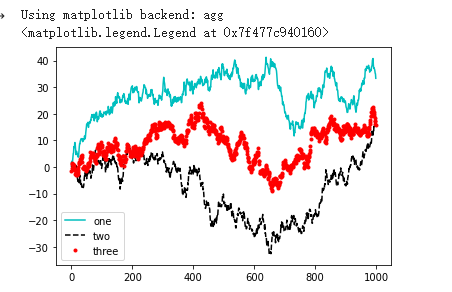 Using matplotlib backend: agg
<matplotlib.legend.Legend at 0x7f477c940160>
40
30
20
10
0
−10
−20
−30
one
two
three
0 200 400 600 800 1000